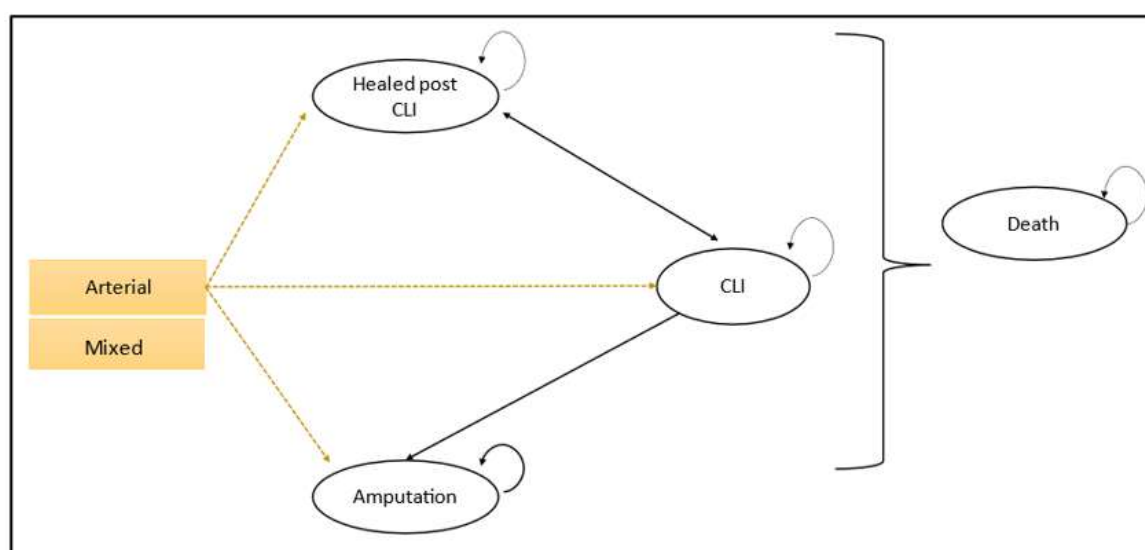 Healed post
CLI
Death
Arterial
CLI
Mixed
Amputation